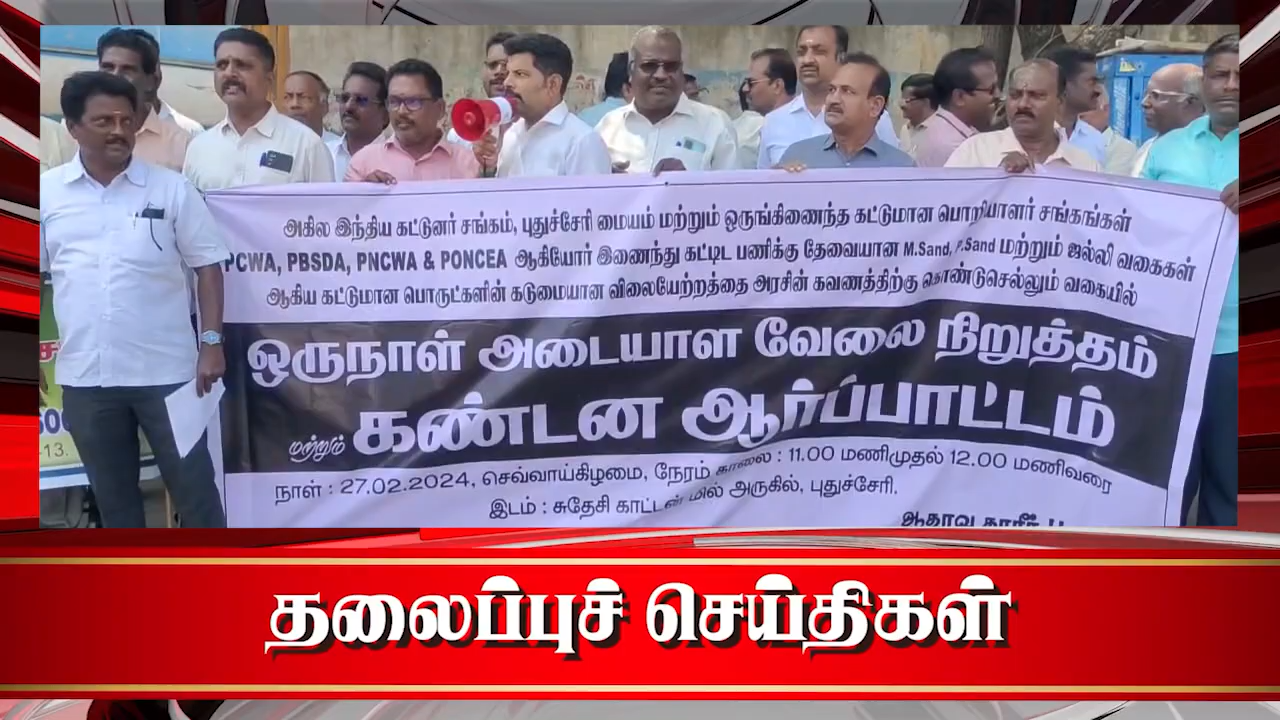 அகில இந்திய கட்டுனர் சங்கம், புதுச்சேரி மையம் மற்றும் ஒருங்கிணைந்த கட்டுமான பொறியாளர் சங்கங்கள்
PCWA, PBSDA, PNCWA & PONCEA ஆகியோர் இணைந்து கட்டிட பணிக்கு தேவையான M.Sand, P.Sand மற்றும் ஜல்லி வகைகள்
ஆகிய கட்டுமான பொருட்களின் கடுமையான விலையேற்றத்தை அரசின் கவணத்திற்கு கொண்டுசெல்லும் வகையில்
ஒருநாள் அடையாள வேலை நிறுத்தம்
மற்றும் கண்டன ஆர்ப்பாட்டம்
நாள் : 27.02.2024, செவ்வாய்கிழமை, நேரம் காலை : 11.00 மணிமுதல் 12.00 மணிவரை
இடம் : சுதேசி காட்டன் மில் அருகில், புதுச்சேரி.
தலைப்புச் செய்திகள்